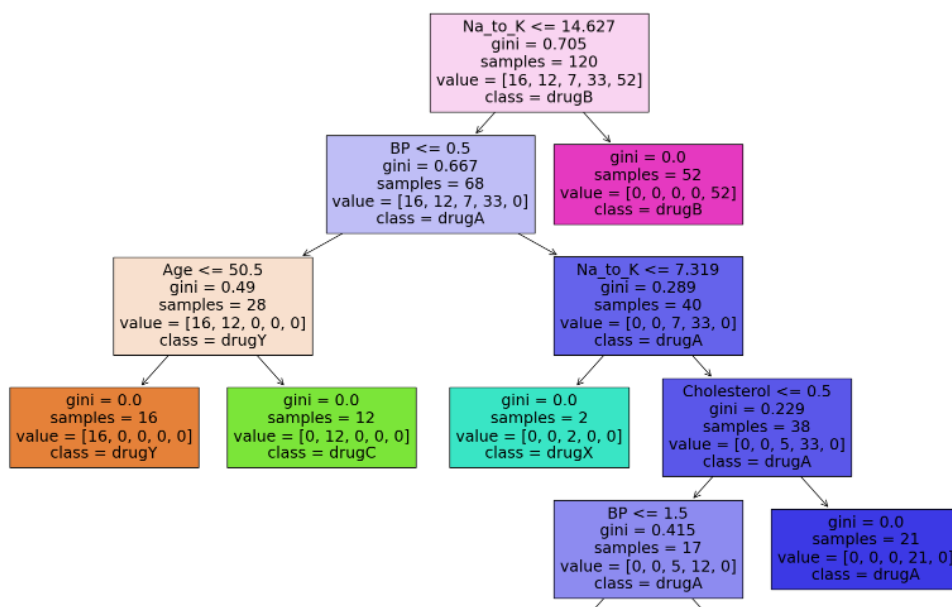 Na_to_K <= 14.627
gini = 0.705
samples = 120
value = [16, 12, 7, 33, 52]
class = drugB
BP <= 0.5
gini = 0.667
samples = 68
value = [16, 12, 7, 33, 0]
class = drugA
gini = 0.0
samples = 52
value = [0, 0, 0, 0, 52]
class = drugB
Age <= 50.5
gini = 0.49
samples = 28
value = [16, 12, 0, 0, 0]
class = drugY
Na_to_K <= 7.319
gini = 0.289
samples = 40
value = [0, 0, 7, 33, 0]
class = drugA
gini = 0.0
samples = 16
value = [16, 0, 0, 0, 0]
class = drugY
gini = 0.0
samples = 12
value = [0, 12, 0, 0, 0]
class = drugC
gini = 0.0
samples = 2
value = [0, 0, 2, 0, 0]
class = drugX
Cholesterol <= 0.5
gini = 0.229
samples = 38
value = [0, 0, 5, 33, 0]
class = drugA
BP <= 1.5
gini = 0.415
samples = 17
value = [0, 0, 5, 12, 0]
class = drugA
gini = 0.0
samples = 21
value = [0, 0, 0, 21, 0]
class = drugA